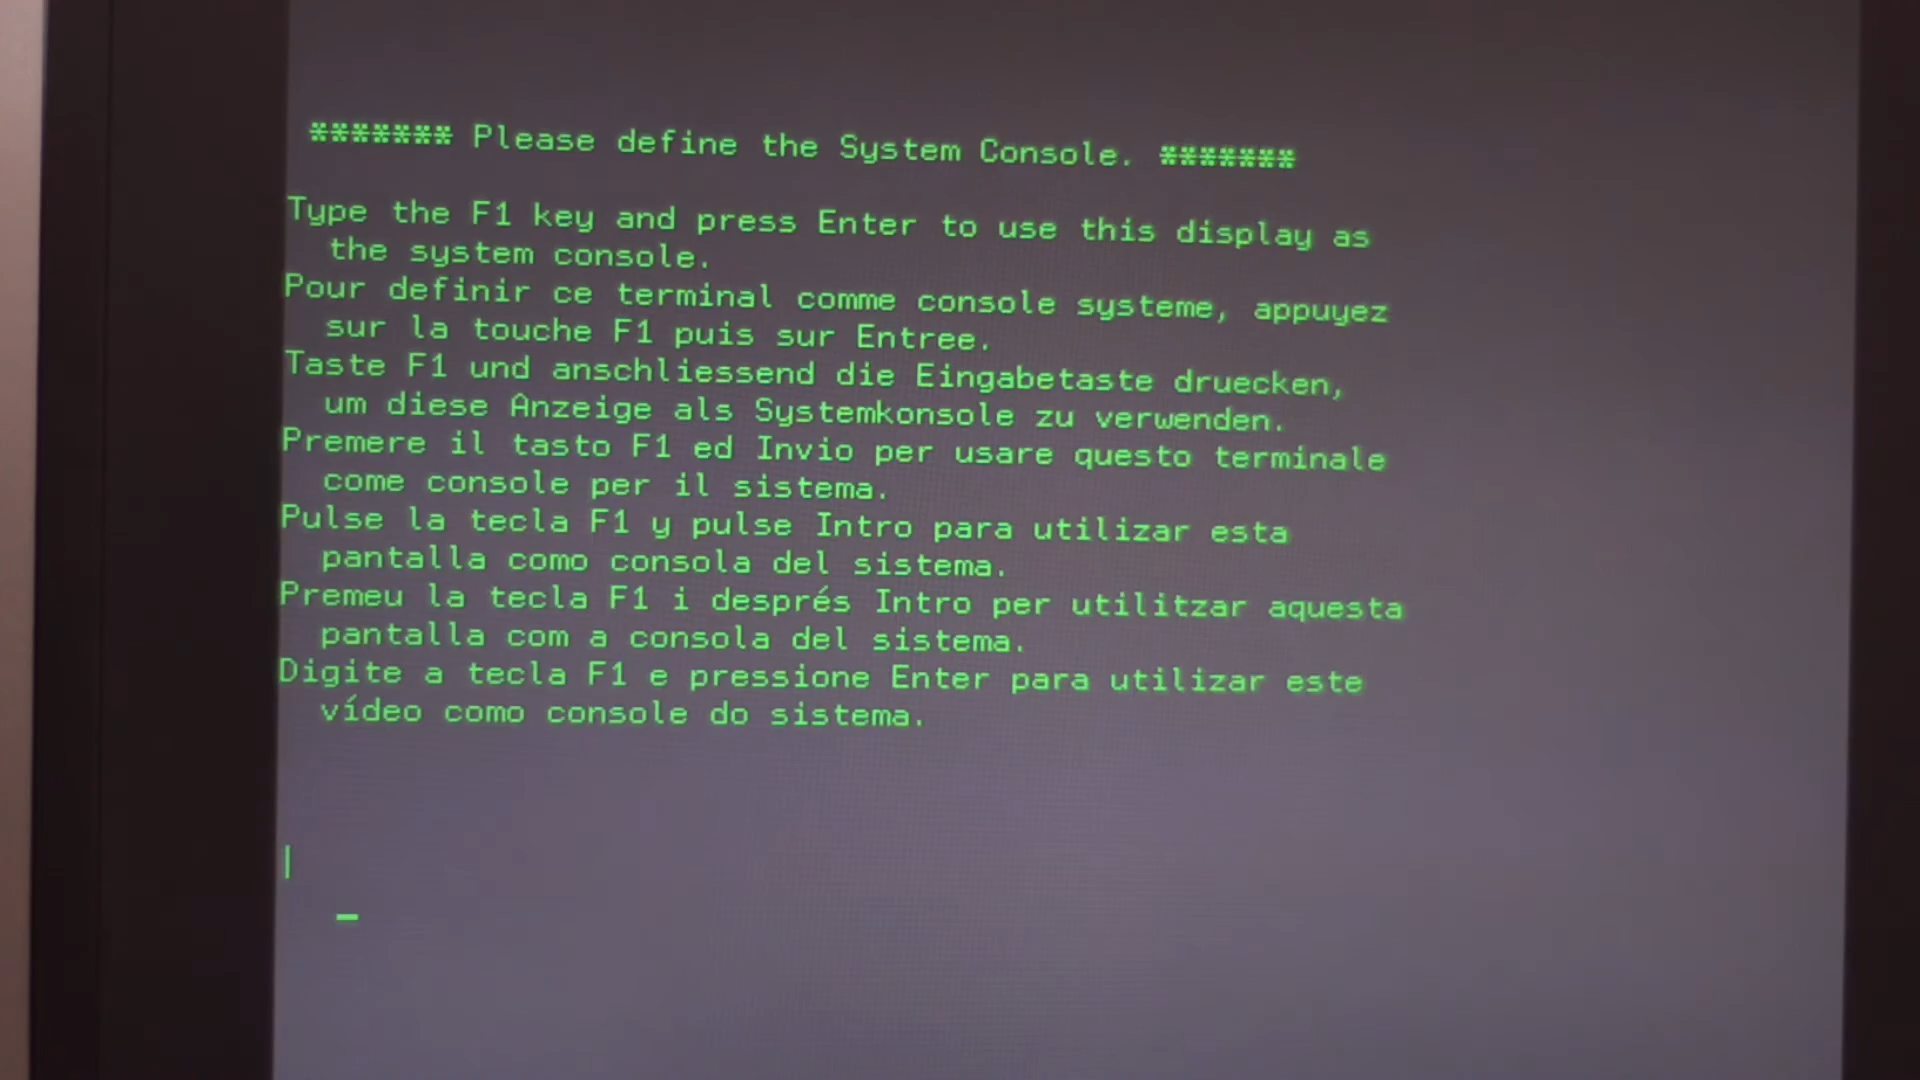 ******* Please define the System Console. *******
Type the F1 key and press Enter to use this display as
the system console.
Pour definir ce terminal comme console systeme, appuyez
sur la touche F1 puis sur Entree.
Taste F1 und anschliessend die Eingabetaste druecken,
um diese Anzeige als Systemkonsole zu verwenden.
Premere il tasto F1 ed Invio per usare questo terminale
come console per il sistema.
Pulse la tecla F1 y pulse Intro para utilizar esta
pantalla como consola del sistema.
Premeu la tecla F1 i després Intro per utilitzar aquesta
pantalla com a consola del sistema.
Digite a tecla F1 e pressione Enter para utilizar este
vídeo como console do sistema.